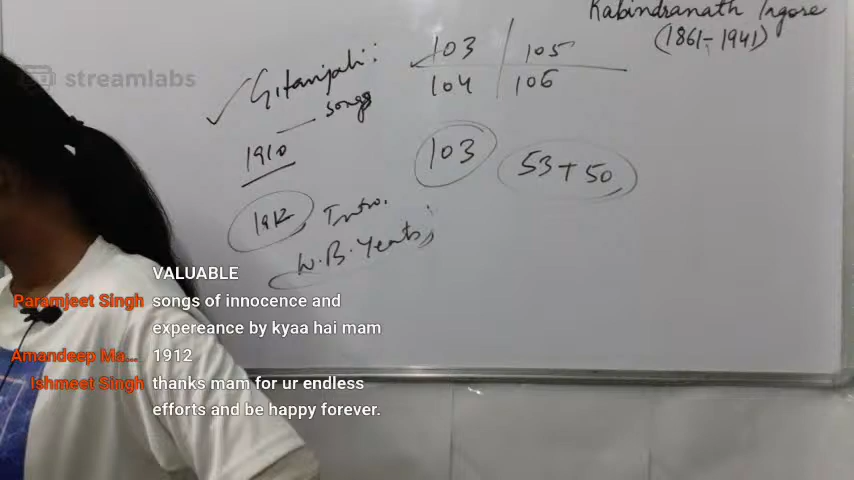 Rabindranath Tagore
(1861-1941)
streamlabs
Gitanjali:
103 105
104 106
songs
1910
103 53+50
1912 Intro.
W.B. Yeats
VALUABLE
Paramjeet Singh songs of innocence and
expereance by kyaa hai mam
Amandeep Ma... 1912
Ishmeet Singh thanks mam for ur endless
efforts and be happy forever.